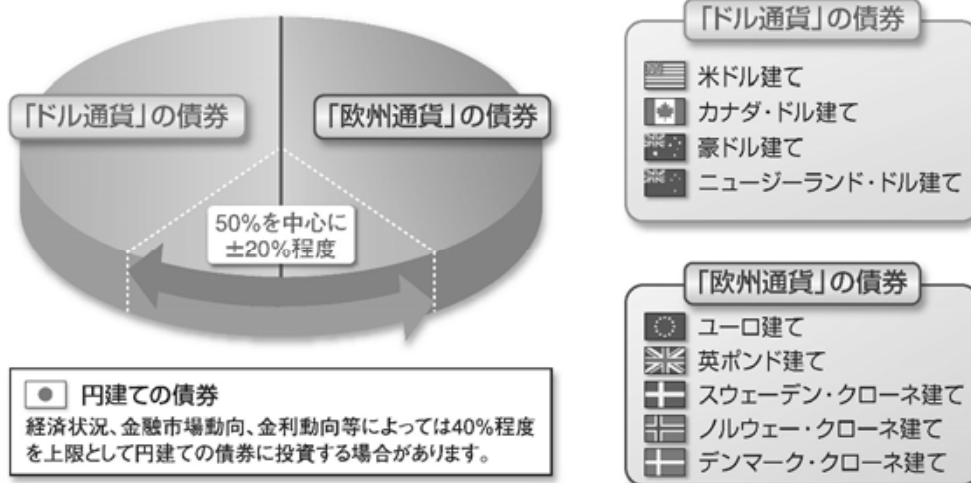 「ドル通貨」の債券
「欧州通貨」の債券
50%を中心に
±20%程度
円建ての債券
経済状況、金融市場動向、金利動向等によっては40%程度
を上限として円建ての債券に投資する場合があります。
「ドル通貨」の債券
米ドル建て
カナダ・ドル建て
豪ドル建て
ニュージーランド・ドル建て
「欧州通貨」の債券
ユーロ建て
英ポンド建て
スウェーデン・クローネ建て
ノルウェー・クローネ建て
デンマーク・クローネ建て